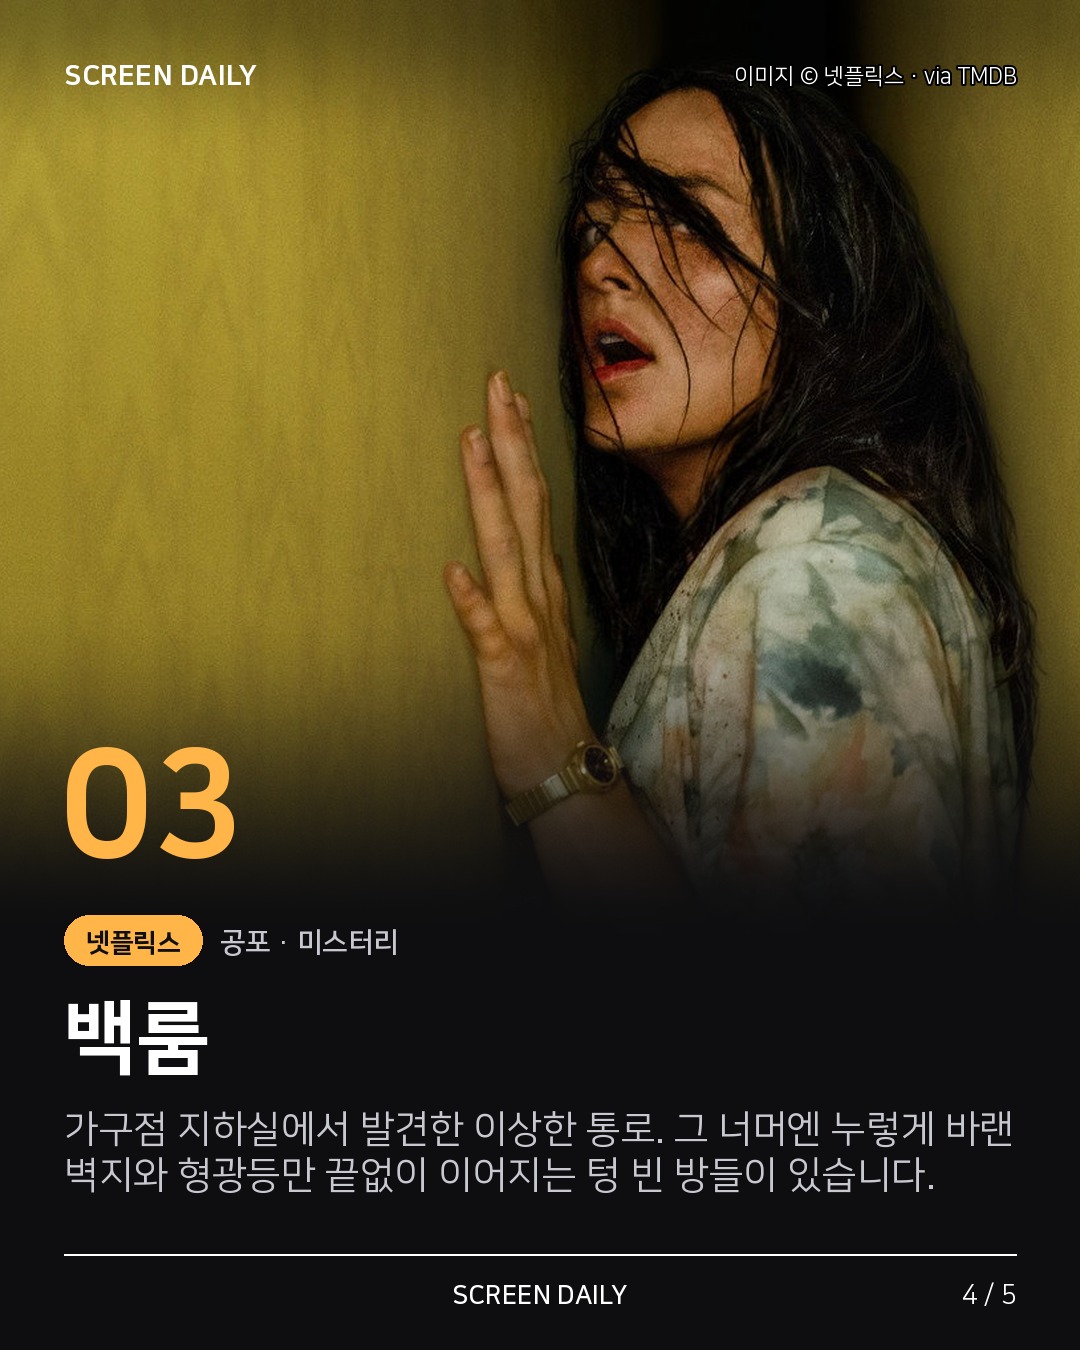 SCREEN DAILY
이미지 © 넷플릭스 · via TMDB
03
넷플릭스 공포 · 미스터리
백룸
가구점 지하실에서 발견한 이상한 통로. 그 너머엔 누렇게 바랜
벽지와 형광등만 끝없이 이어지는 텅 빈 방들이 있습니다.
SCREEN DAILY
4 / 5